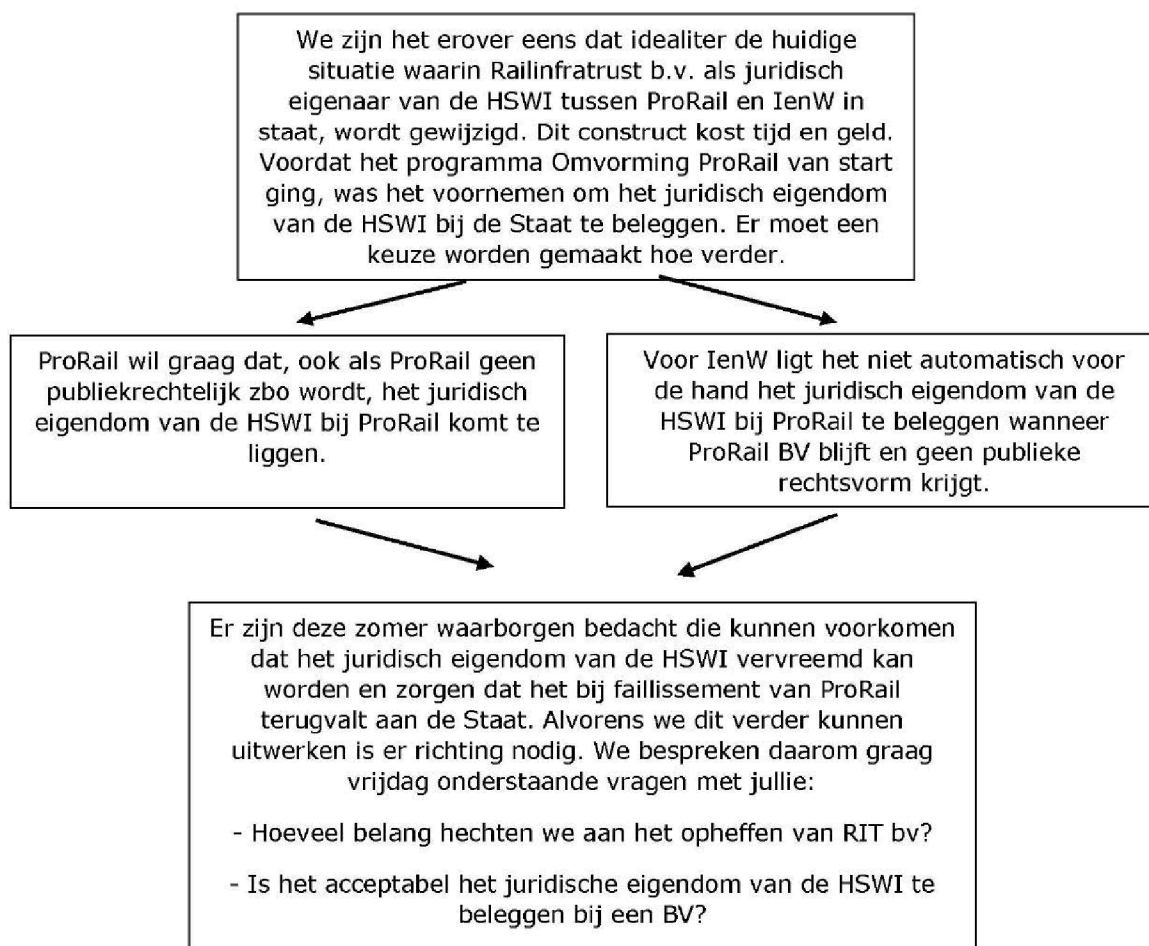 We zijn het erover eens dat idealiter de huidige
situatie waarin Railinfratrust b.v. als juridisch
eigenaar van de HSWI tussen ProRail en IenW in
staat, wordt gewijzigd. Dit construct kost tijd en geld.
Voordat het programma Omvorming ProRail van start
ging, was het voornemen om het juridisch eigendom
van de HSWI bij de Staat te beleggen. Er moet een
keuze worden gemaakt hoe verder.
ProRail wil graag dat, ook als ProRail geen
publiekrechtelijk zbo wordt, het juridisch
eigendom van de HSWI bij ProRail komt te
liggen.
Voor IenW ligt het niet automatisch voor
de hand het juridisch eigendom van de
HSWI bij ProRail te beleggen wanneer
ProRail BV blijft en geen publieke
rechtsvorm krijgt.
Er zijn deze zomer waarborgen bedacht die kunnen voorkomen
dat het juridisch eigendom van de HSWI vervreemd kan
worden en zorgen dat het bij faillissement van ProRail
terugvalt aan de Staat. Alvorens we dit verder kunnen
uitwerken is er richting nodig. We bespreken daarom graag
vrijdag onderstaande vragen met jullie:
- Hoeveel belang hechten we aan het opheffen van RIT bv?
- Is het acceptabel het juridische eigendom van de HSWI te
beleggen bij een BV?